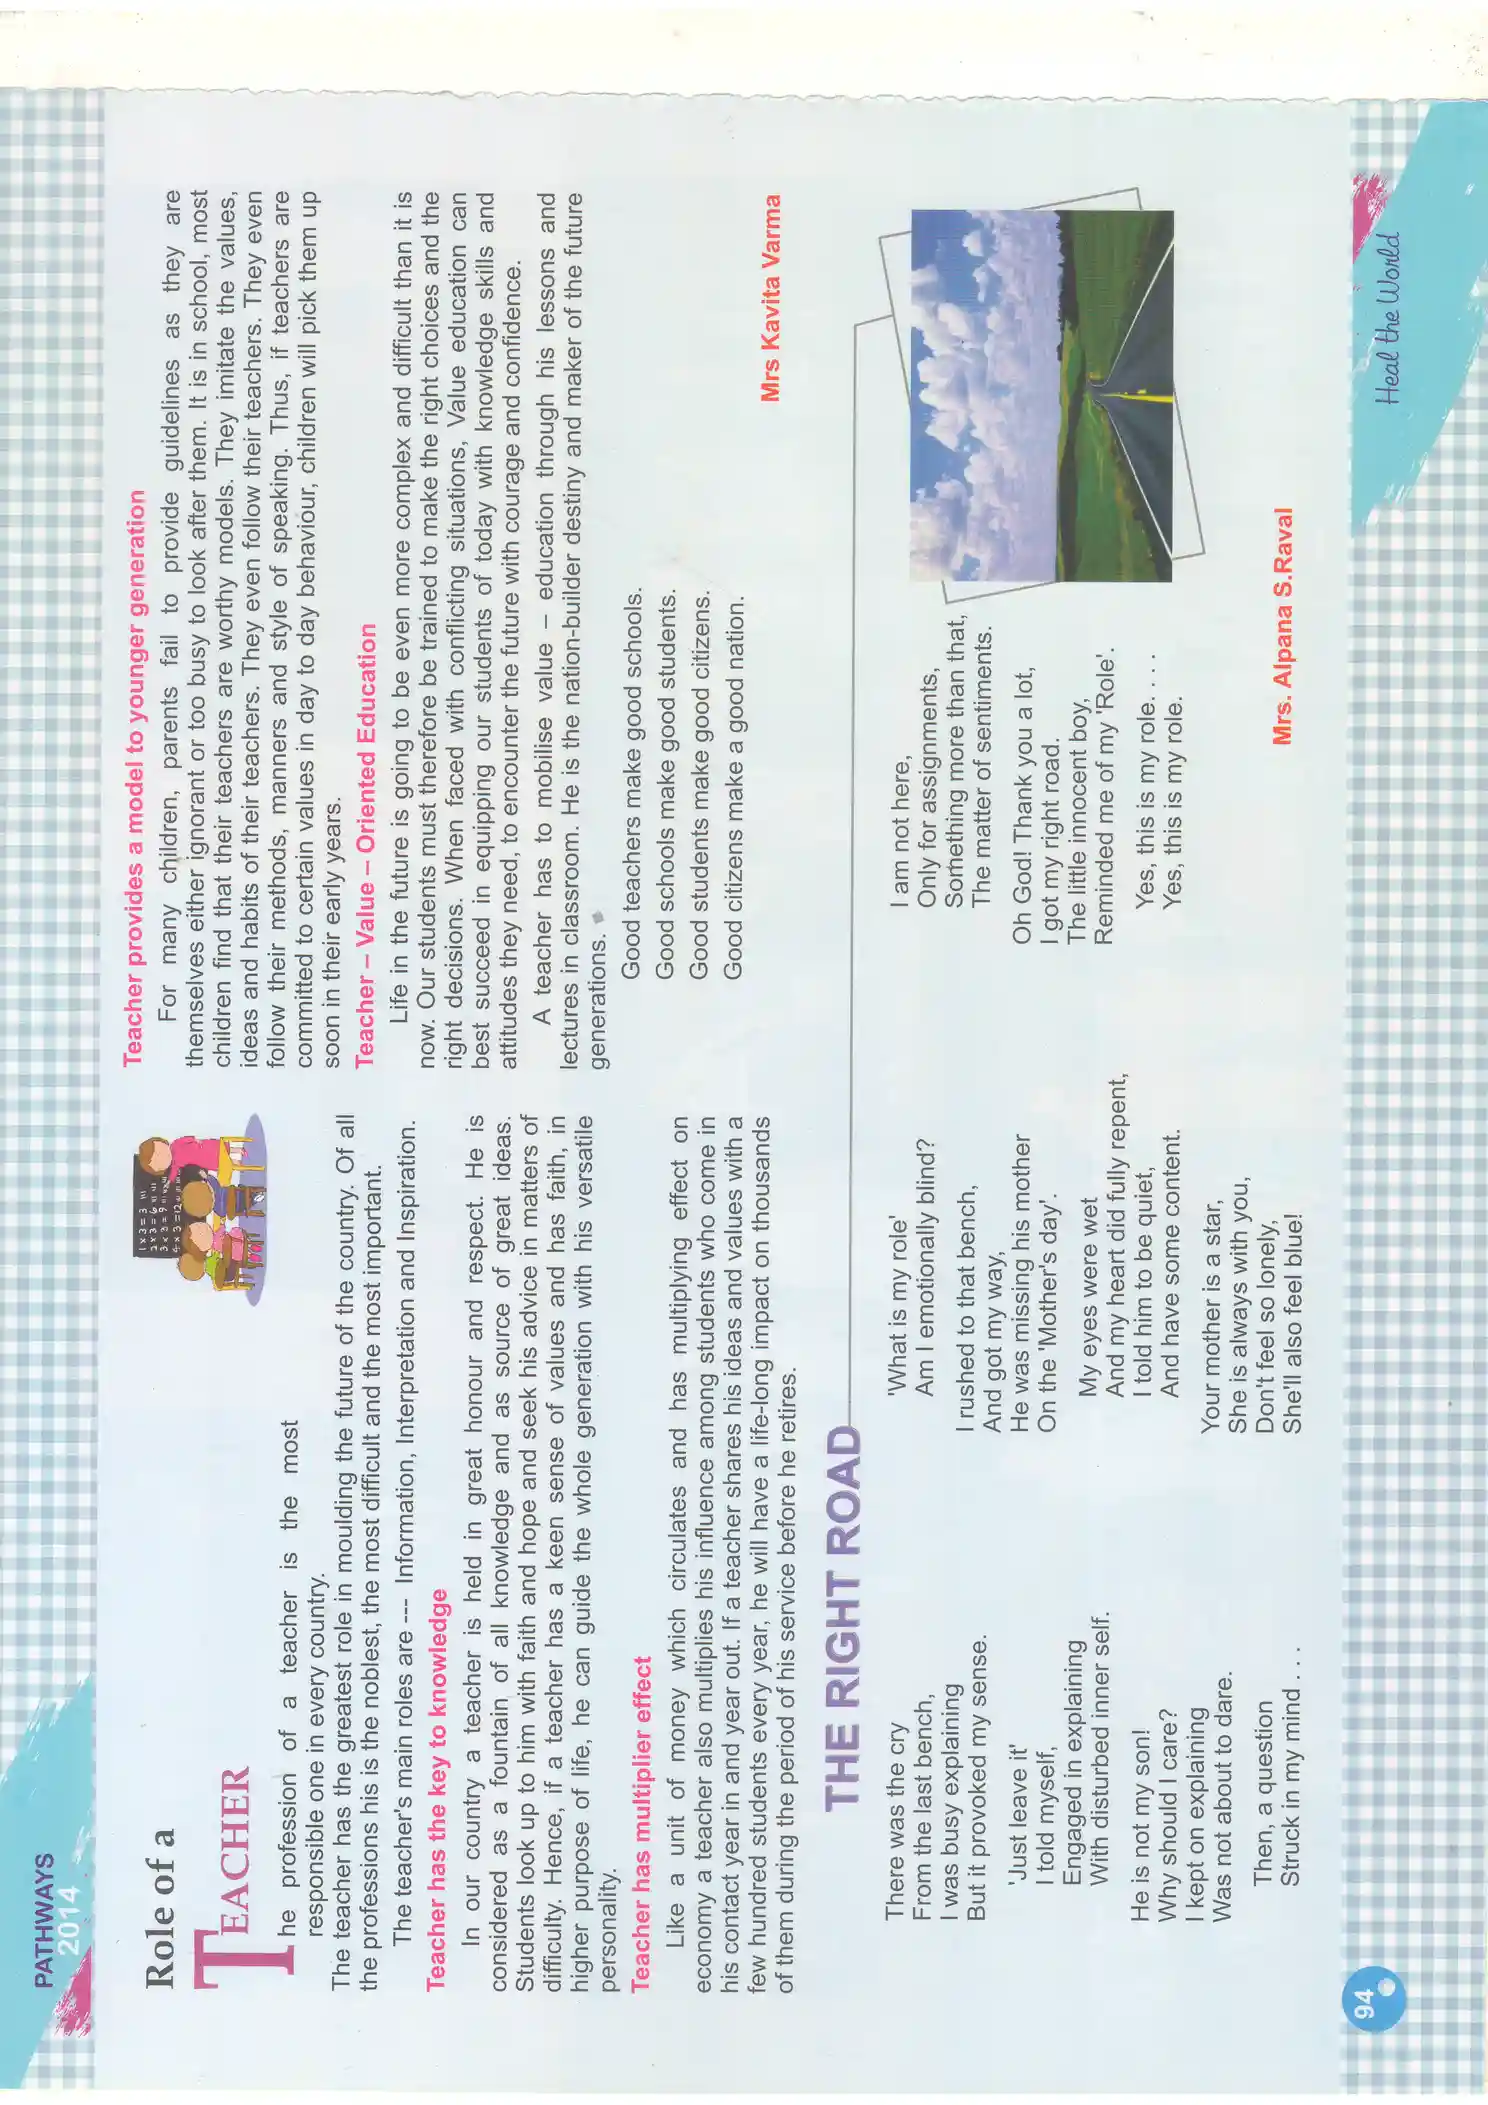 PATHWAYS
2014
Role of a
TEACHER
he profession of a teacher is the most
responsible one in every country.
The teacher has the greatest role in moulding the future of the country. Of all
the professions his is the noblest, the most difficult and the most important.
The teacher's main roles are --- Information, Interpretation and Inspiration.
Teacher has the key to knowledge
In our country a teacher is held in great honour and respect. He is
considered as a fountain of all knowledge and as source of great ideas.
Students look up to him with faith and hope and seek his advice in matters of
difficulty. Hence, if a teacher has a keen sense of values and has faith, in
higher purpose of life, he can guide the whole generation with his versatile
personality.
Teacher has multiplier effect
Like a unit of money which circulates and has multiplying effect on
economy a teacher also multiplies his influence among students who come in
his contact year in and year out. If a teacher shares his ideas and values with a
few hundred students every year, he will have a life-long impact on thousands
of them during the period of his service before he retires.
1 x 3 = 3
2 x 3 = 6
3 x 3 = 9
4 x 3 = 12
Teacher provides a model to younger generation
For many children, parents fail to provide guidelines as they are
themselves either ignorant or too busy to look after them. It is in school, most
children find that their teachers are worthy models. They imitate the values,
ideas and habits of their teachers. They even follow their teachers. They even
follow their methods, manners and style of speaking. Thus, if teachers are
committed to certain values in day to day behaviour, children will pick them up
soon in their early years.
Teacher – Value – Oriented Education
Life in the future is going to be even more complex and difficult than it is
now. Our students must therefore be trained to make the right choices and the
right decisions. When faced with conflicting situations, Value education can
best succeed in equipping our students of today with knowledge skills and
attitudes they need, to encounter the future with courage and confidence.
A teacher has to mobilise value – education through his lessons and
lectures in classroom. He is the nation-builder destiny and maker of the future
generations.
Good teachers make good schools.
Good schools make good students.
Good students make good citizens.
Good citizens make a good nation.
Mrs Kavita Varma
THE RIGHT ROAD
There was the cry
From the last bench,
I was busy explaining
But it provoked my sense.
'Just leave it'
I told myself,
Engaged in explaining
With disturbed inner self.
He is not my son!
Why should I care?
I kept on explaining
Was not about to dare.
Then, a question
Struck in my mind. . . .
'What is my role'
Am I emotionally blind?
I rushed to that bench,
And got my way,
He was missing his mother
On the 'Mother's day'.
My eyes were wet
And my heart did fully repent,
I told him to be quiet,
And have some content.
Your mother is a star,
She is always with you,
Don't feel so lonely,
She'll also feel blue!
I am not here,
Only for assignments,
Something more than that,
The matter of sentiments.
Oh God! Thank you a lot,
I got my right road.
The little innocent boy,
Reminded me of my 'Role'.
Yes, this is my role. . . .
Yes, this is my role.
Mrs. Alpana S.Raval
94
Heal the World